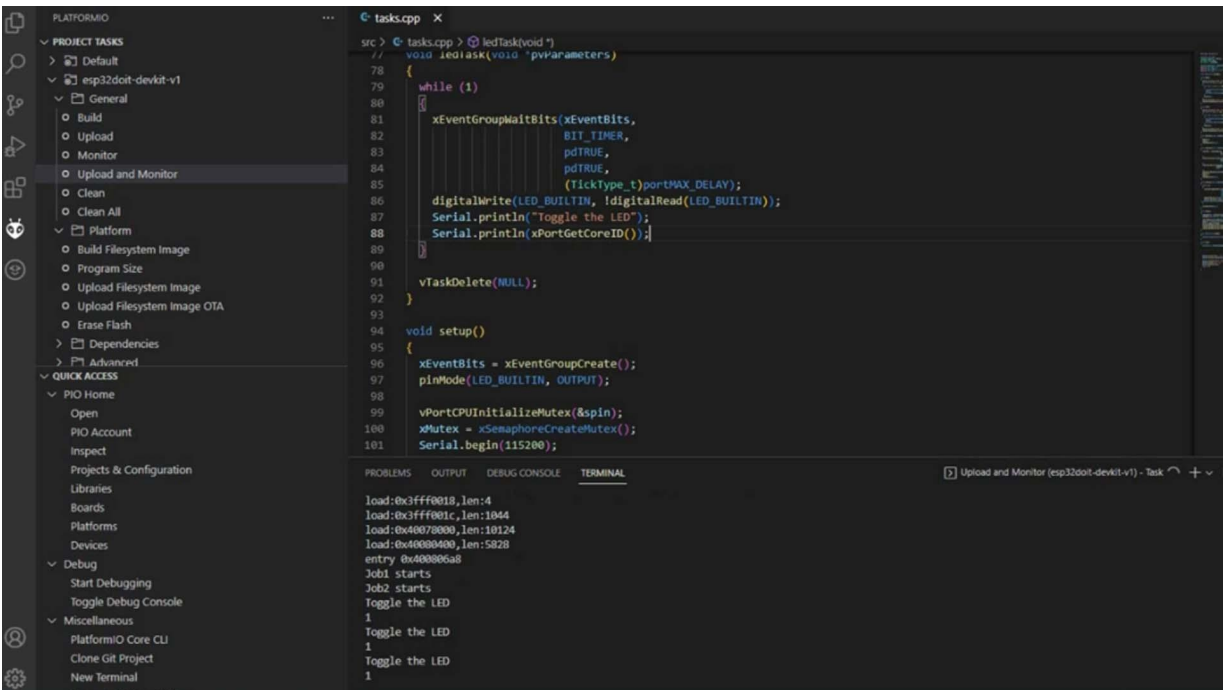 PLATFORMIO
PROJECT TASKS
Default
esp32doit-devkit-v1
General
Build
Upload
Monitor
Upload and Monitor
Clean
Clean All
Platform
Build Filesystem Image
Program Size
Upload Filesystem Image
Upload Filesystem Image OTA
Erase Flash
Dependencies
Advanced
QUICK ACCESS
PIO Home
Open
PIO Account
Inspect
Projects & Configuration
Libraries
Boards
Platforms
Devices
Debug
Start Debugging
Toggle Debug Console
Miscellaneous
PlatformIO Core CLI
Clone Git Project
New Terminal
tasks.cpp
src > tasks.cpp > ledTask(void *)
77 void ledTask(void *pvParameters)
78 {
79 while (1)
80 {
81 xEventGroupWaitBits(xEventBits,
82 BIT_TIMER,
83 pdTRUE,
84 pdTRUE,
85 (TickType_t)portMAX_DELAY);
86 digitalWrite(LED_BUILTIN, !digitalRead(LED_BUILTIN));
87 Serial.println("Toggle the LED");
88 Serial.println(xPortGetCoreID());
89 }
90
91 vTaskDelete(NULL);
92 }
93
94 void setup()
95 {
96 xEventBits = xEventGroupCreate();
97 pinMode(LED_BUILTIN, OUTPUT);
98
99 vPortCPUInitializeMutex(&spin);
100 xMutex = xSemaphoreCreateMutex();
101 Serial.begin(115200);
PROBLEMS OUTPUT DEBUG CONSOLE TERMINAL
Upload and Monitor (esp32doit-devkit-v1) - Task
load:0x3fff0018,len:4
load:0x3fff001c,len:1044
load:0x40078000,len:10124
load:0x40080400,len:5828
entry 0x400806a8
Job1 starts
Job2 starts
Toggle the LED
1
Toggle the LED
1
Toggle the LED
1